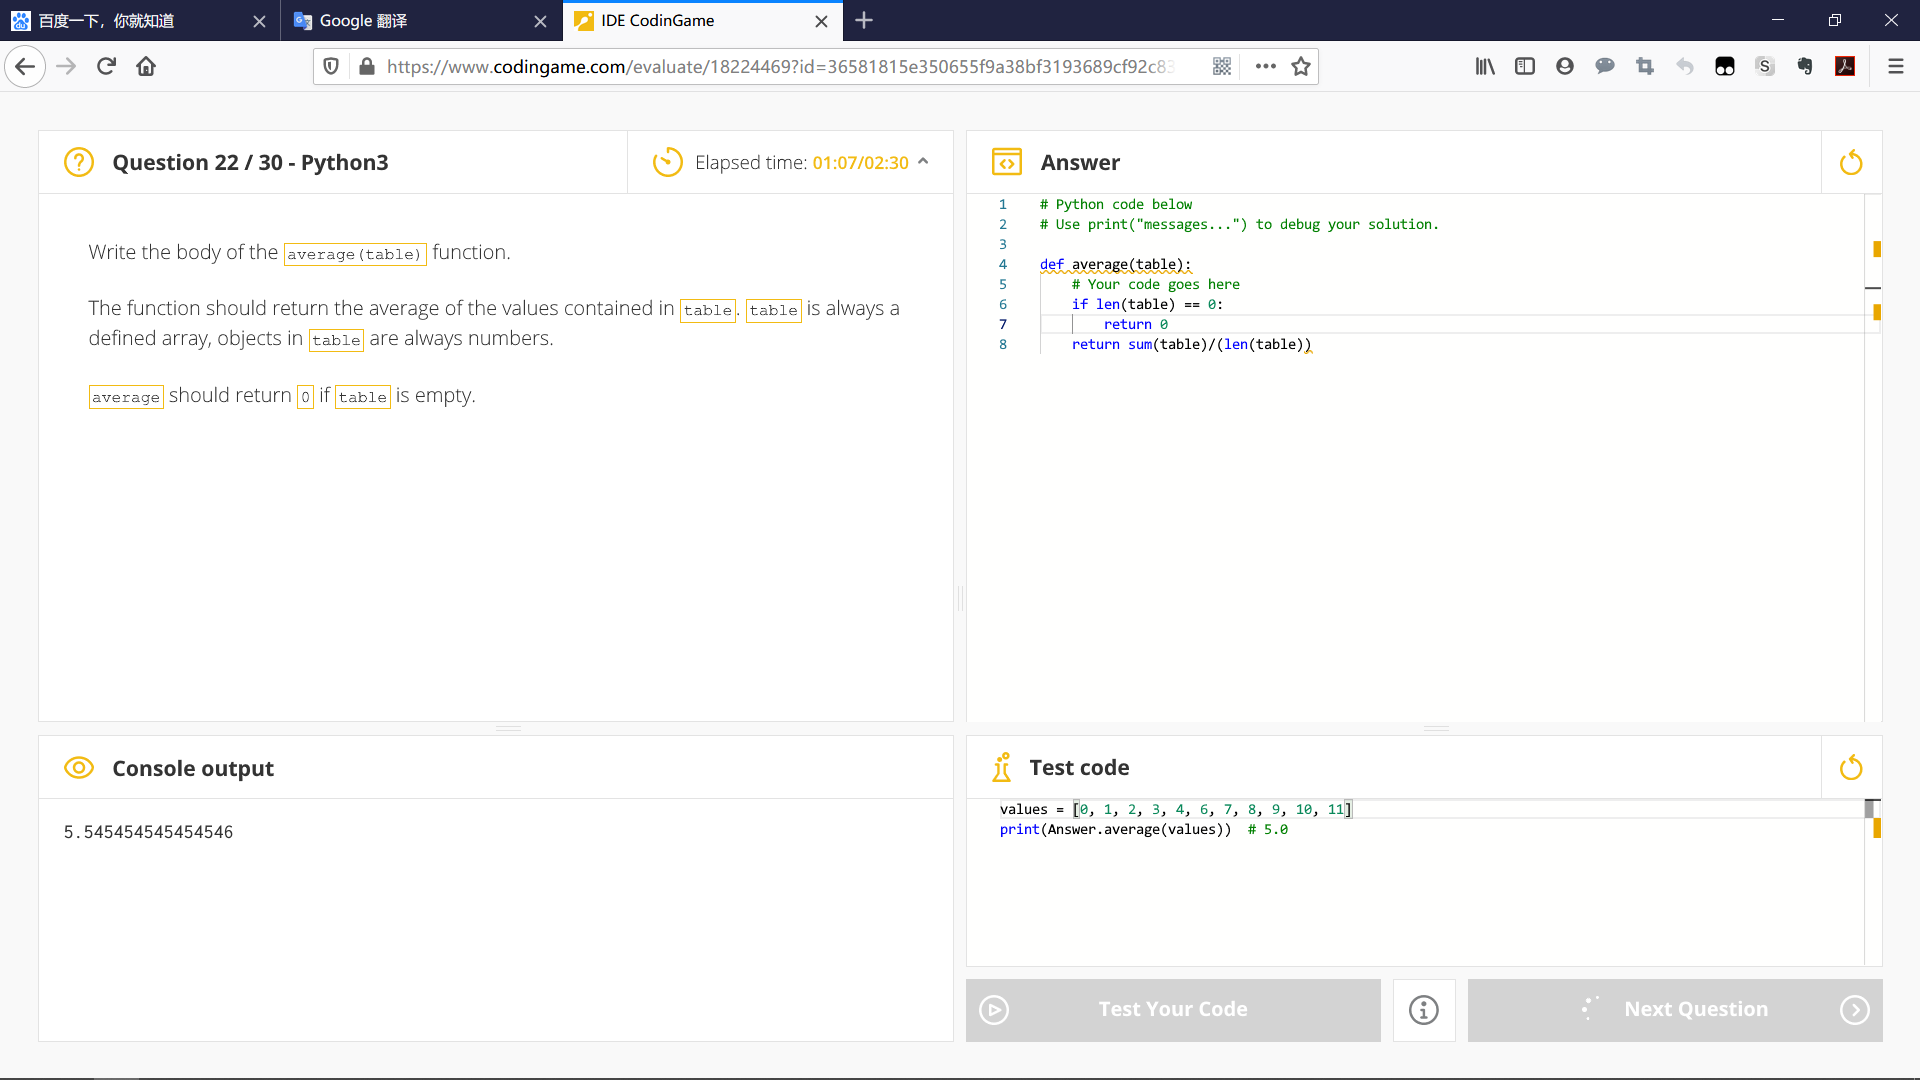 百度一下，你就知道
Google 翻译
IDE CodinGame
https://www.codingame.com/evaluate/18224469?id=36581815e350655f9a38bf3193689cf92c83
Question 22 / 30 - Python3
Elapsed time: 01:07/02:30
Write the body of the average(table) function.
The function should return the average of the values contained in table. table is always a
defined array, objects in table are always numbers.
average should return 0 if table is empty.
Answer
1 # Python code below
2 # Use print("messages...") to debug your solution.
3
4 def average(table):
5 # Your code goes here
6 if len(table) == 0:
7 return 0
8 return sum(table)/(len(table))
Console output
5.545454545454546
Test code
values = [0, 1, 2, 3, 4, 6, 7, 8, 9, 10, 11]
print(Answer.average(values))  # 5.0
Test Your Code
Next Question